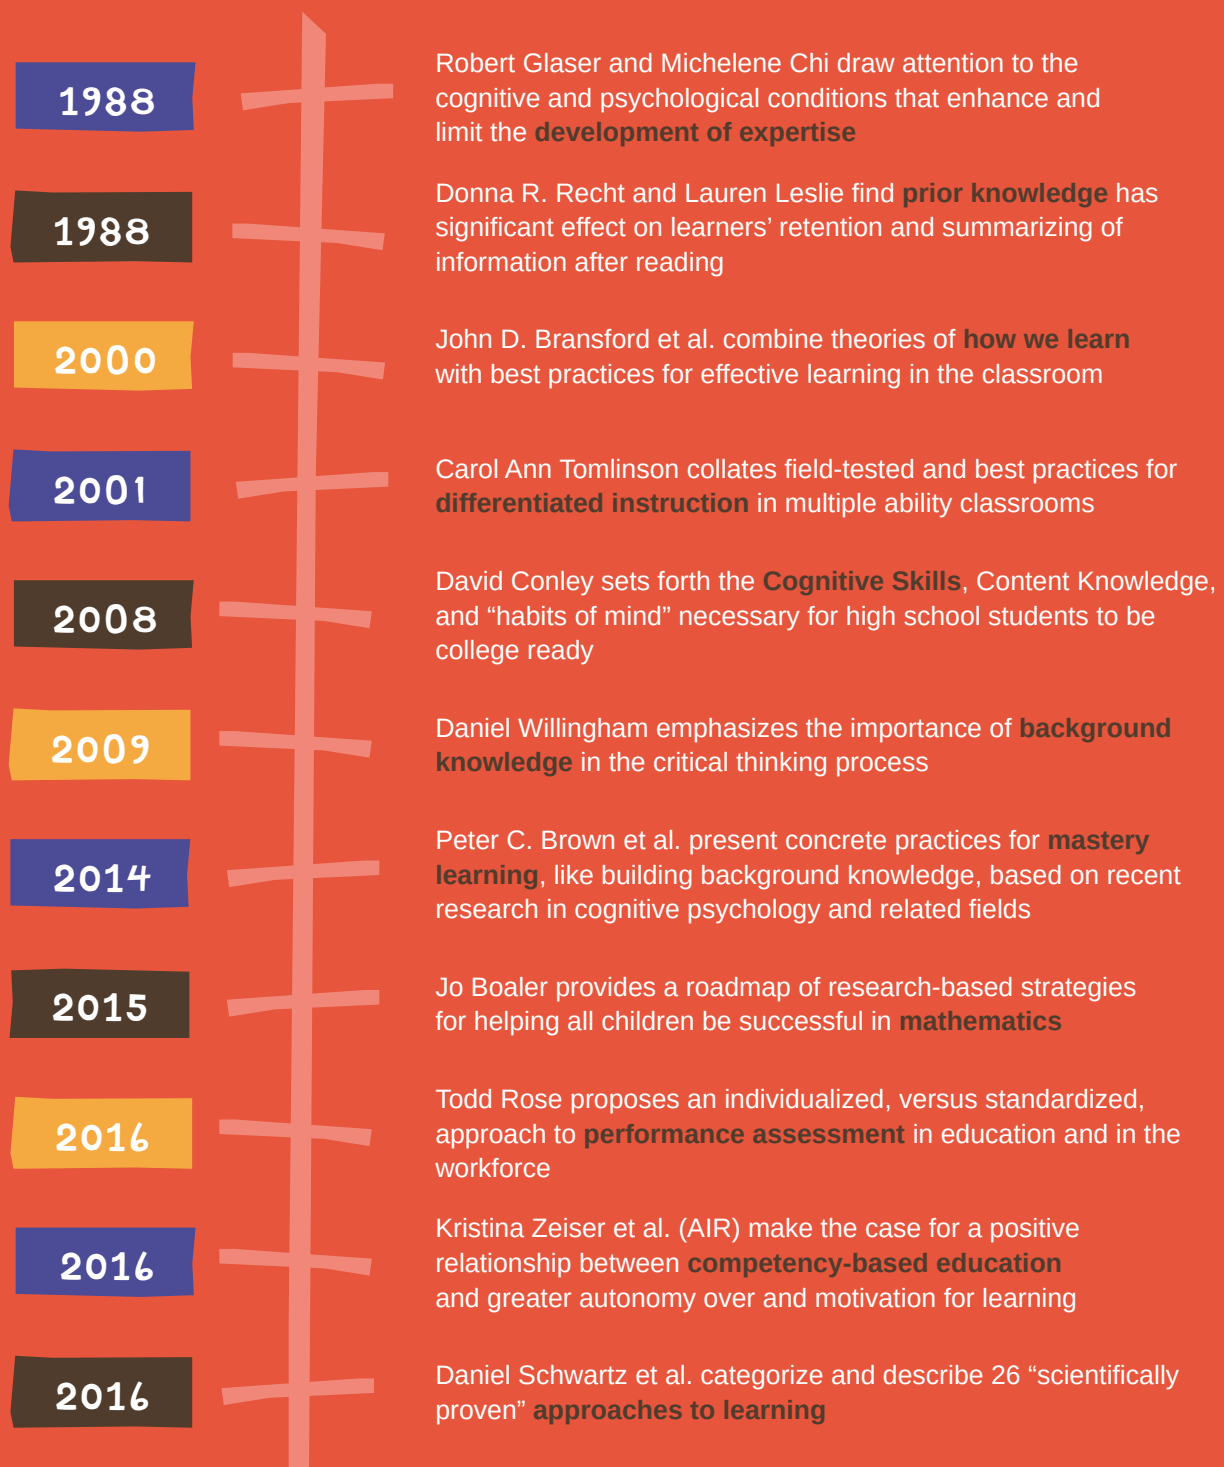 1988
Robert Glaser and Michelene Chi draw attention to the
cognitive and psychological conditions that enhance and
limit the development of expertise
1988
Donna R. Recht and Lauren Leslie find prior knowledge has
significant effect on learners’ retention and summarizing of
information after reading
2000
John D. Bransford et al. combine theories of how we learn
with best practices for effective learning in the classroom
2001
Carol Ann Tomlinson collates field-tested and best practices for
differentiated instruction in multiple ability classrooms
2008
David Conley sets forth the Cognitive Skills, Content Knowledge,
and “habits of mind” necessary for high school students to be
college ready
2009
Daniel Willingham emphasizes the importance of background
knowledge in the critical thinking process
2014
Peter C. Brown et al. present concrete practices for mastery
learning, like building background knowledge, based on recent
research in cognitive psychology and related fields
2015
Jo Boaler provides a roadmap of research-based strategies
for helping all children be successful in mathematics
2016
Todd Rose proposes an individualized, versus standardized,
approach to performance assessment in education and in the
workforce
2016
Kristina Zeiser et al. (AIR) make the case for a positive
relationship between competency-based education
and greater autonomy over and motivation for learning
2016
Daniel Schwartz et al. categorize and describe 26 “scientifically
proven” approaches to learning